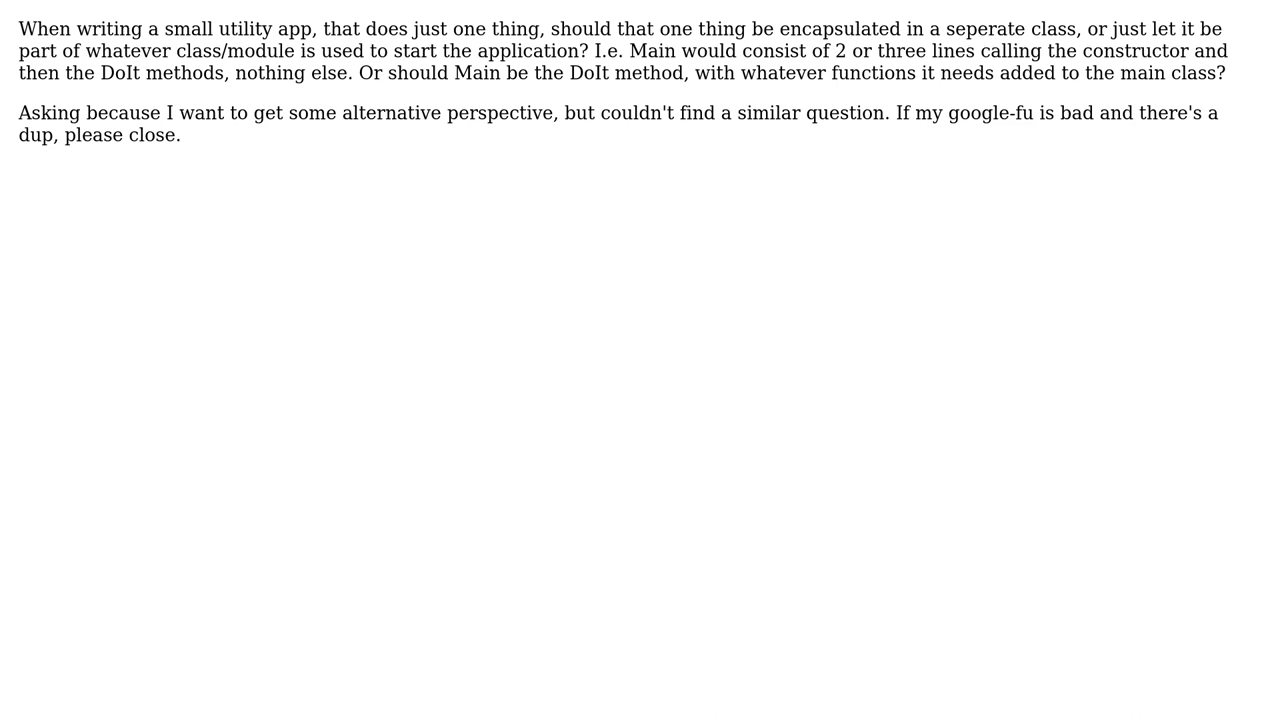 When writing a small utility app, that does just one thing, should that one thing be encapsulated in a seperate class, or just let it be
part of whatever class/module is used to start the application? I.e. Main would consist of 2 or three lines calling the constructor and
then the DoIt methods, nothing else. Or should Main be the DoIt method, with whatever functions it needs added to the main class?
Asking because I want to get some alternative perspective, but couldn't find a similar question. If my google-fu is bad and there's a
dup, please close.